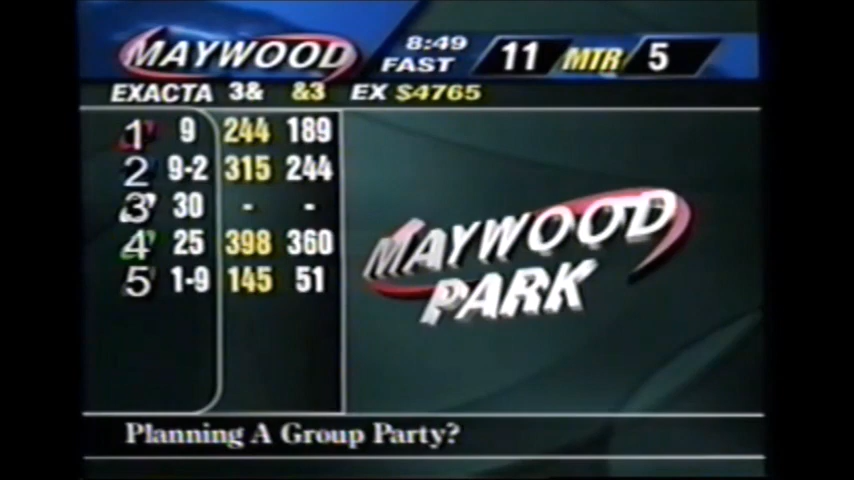 MAYWOOD 8:49 FAST 11 MTR 5
EXACTA 3& &3 EX $4765
1 9 244 189
2 9-2 315 244
3 30 - -
4 25 398 360
5 1-9 145 51
MAYWOOD
PARK
Planning A Group Party?